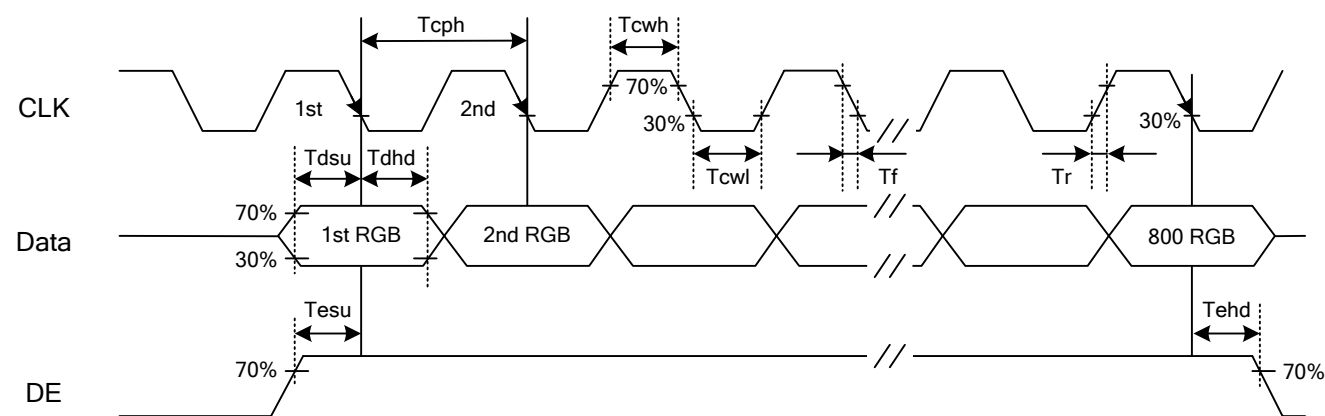 Tcph
Tcwh
CLK
1st
2nd
70%
30%
30%
Tdsu
Tdhd
Tcwl
Tf
Tr
70%
Data
1st RGB
2nd RGB
800 RGB
30%
Tesu
Tehd
70%
70%
DE